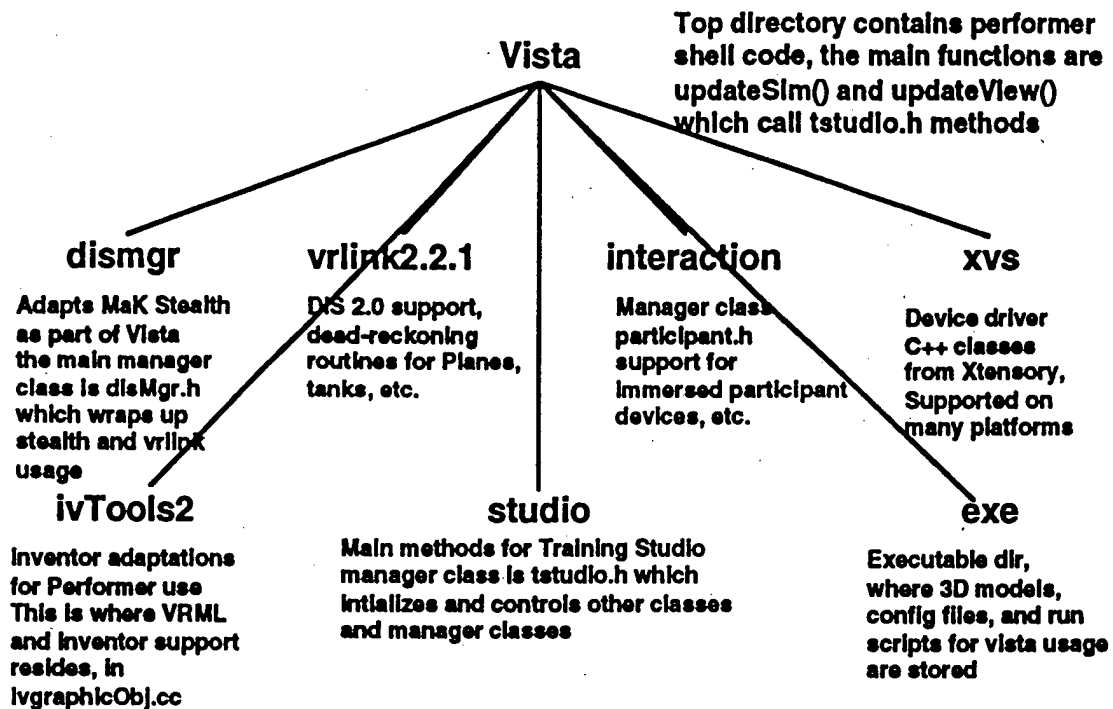 Vista
Top directory contains performer
shell code, the main functions are
updateSim() and updateView()
which call tstudio.h methods
dismgr
Adapts MaK Stealth
as part of Vista
the main manager
class is disMgr.h
which wraps up
stealth and vrlink
usage
vrlink2.2.1
DIS 2.0 support,
dead-reckoning
routines for Planes,
tanks, etc.
interaction
Manager class
participant.h
support for
immersed participant
devices, etc.
xvs
Device driver
C++ classes
from Xtensory,
Supported on
many platforms
ivTools2
Inventor adaptations
for Performer use
This is where VRML
and Inventor support
resides, in
ivgraphicObj.cc
studio
Main methods for Training Studio
manager class is tstudio.h which
intializes and controls other classes
and manager classes
exe
Executable dir,
where 3D models,
config files, and run
scripts for vista usage
are stored